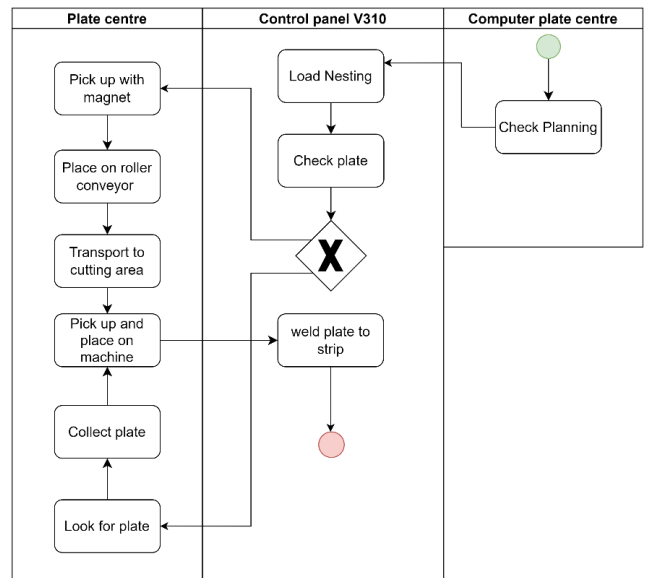 Plate centre
Control panel V310
Computer plate centre
Pick up with
magnet
Place on roller
conveyor
Transport to
cutting area
Pick up and
place on
machine
Collect plate
Look for plate
Load Nesting
Check plate
X
weld plate to
strip
Check Planning